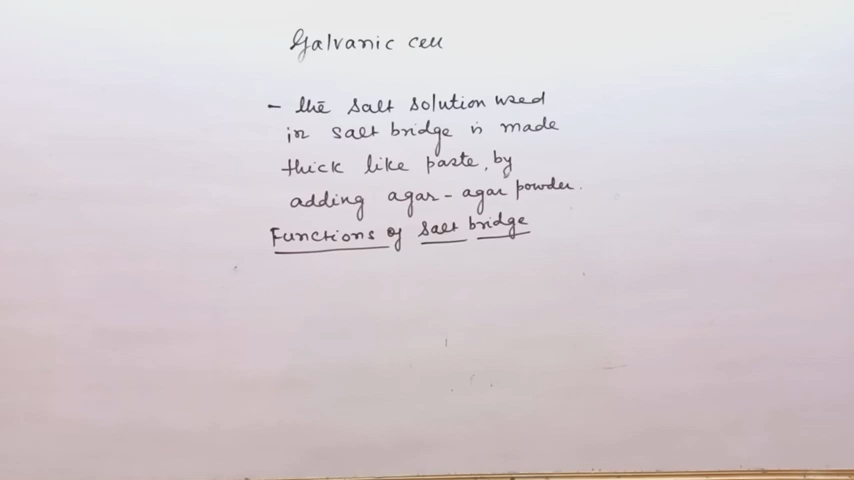 Galvanic cell
- the salt solution used
in salt bridge is made
thick like paste, by
adding agar - agar powder.
Functions of salt bridge